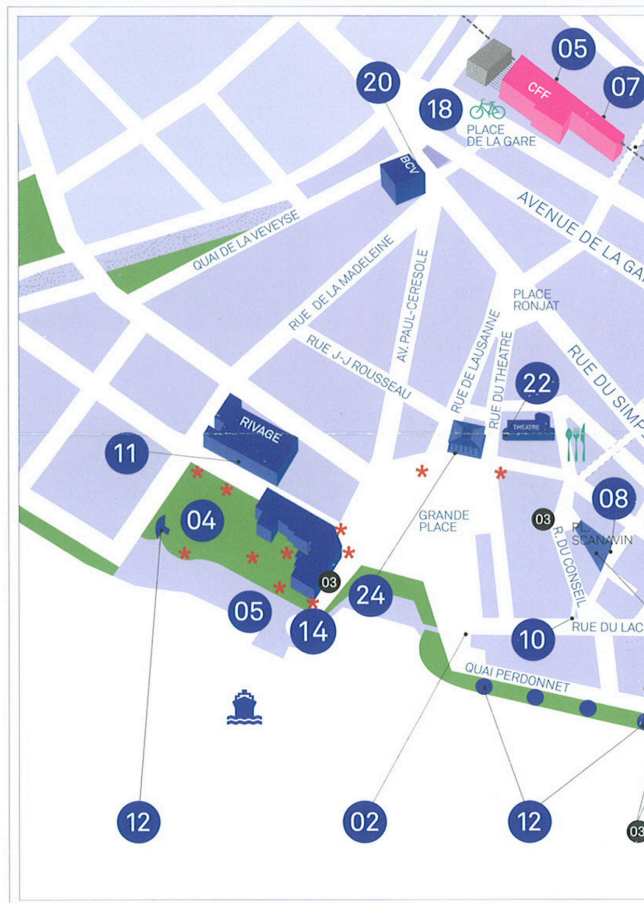 05
CFF
07
20
18
PLACE
DE LA GARE
BCV
AVENUE DE LA GA
QUAI DE LA VEVEYSE
RUE DE LA MADELEINE
AV. PAUL-CERESOLE
PLACE
RONJAT
RUE DE LAUSANNE
RUE DU THEATRE
RUE J-J ROUSSEAU
RUE DU SIMP
22
THEATRE
RIVAGE
11
04
GRANDE
PLACE
03
08
PL.
SCANAVIN
R. DU CONSEIL
03
24
05
14
10
RUE DU LAC
QUAI PERDONNET
12
02
12
03